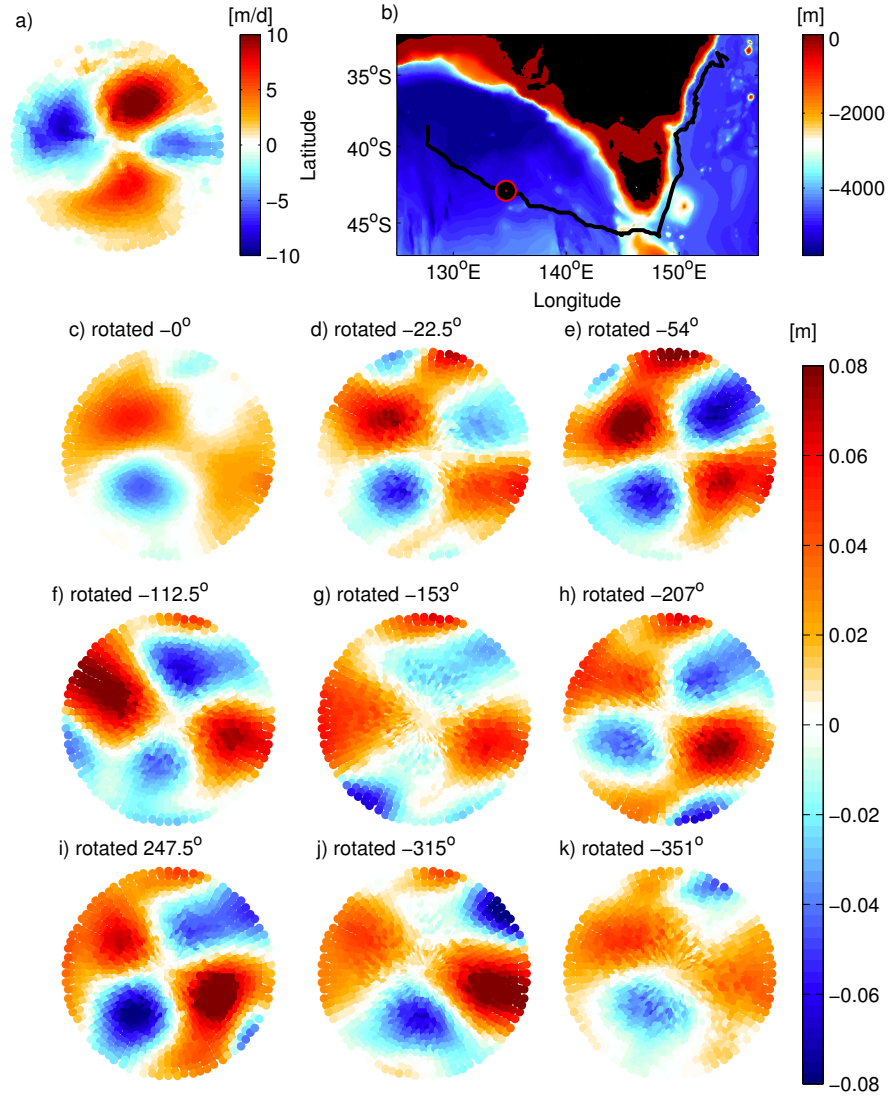 a)
[m/d]
10
5
0
−5
−10
b)
[m]
0
−2000
−4000
Latitude
35°S
40°S
45°S
130°E
140°E
150°E
Longitude
c) rotated −0°
d) rotated −22.5°
e) rotated −54°
[m]
f) rotated −112.5°
g) rotated −153°
h) rotated −207°
i) rotated 247.5°
j) rotated −315°
k) rotated −351°
0.08
0.06
0.04
0.02
0
−0.02
−0.04
−0.06
−0.08